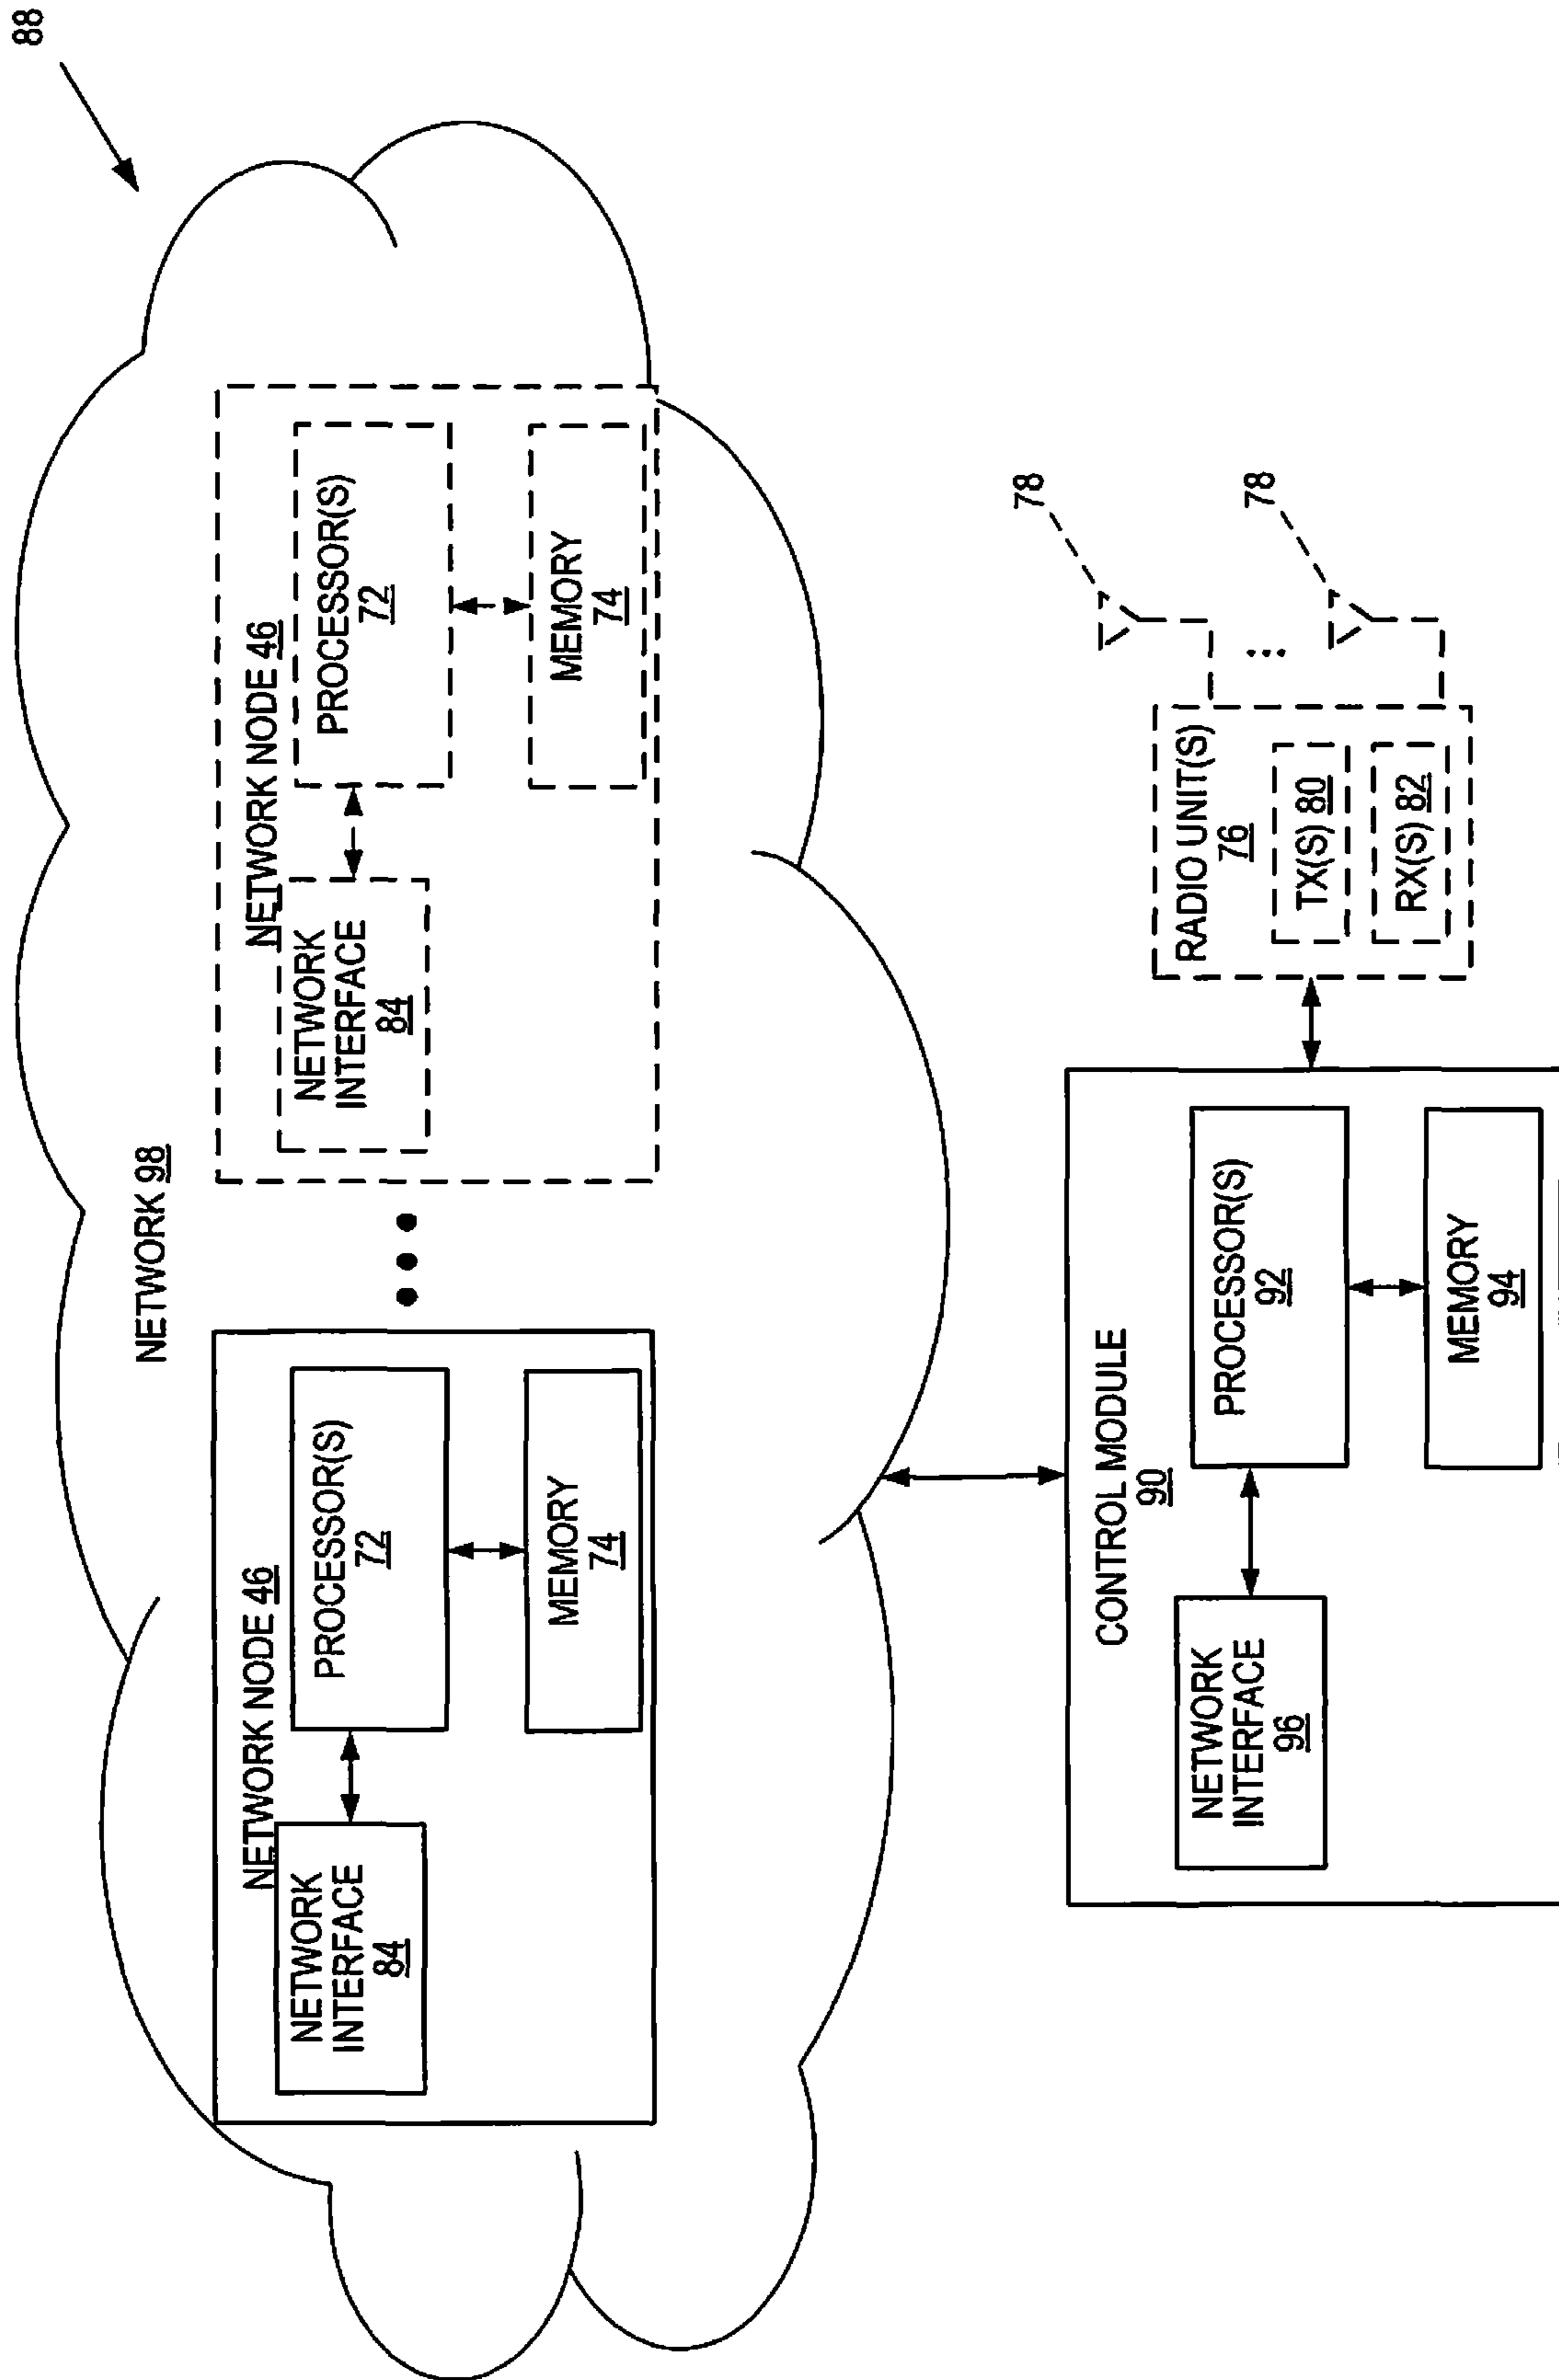 88
NETWORK 98
NETWORK NODE 46
NETWORK
INTERFACE
84
PROCESSOR(S)
72
MEMORY
74
NETWORK NODE 46
NETWORK
INTERFACE
84
PROCESSOR(S)
72
MEMORY
74
CONTROL MODULE
90
NETWORK
INTERFACE
96
PROCESSOR(S)
92
MEMORY
94
RADIO UNIT(S)
76
TX(S) 80
RX(S) 82
78
78